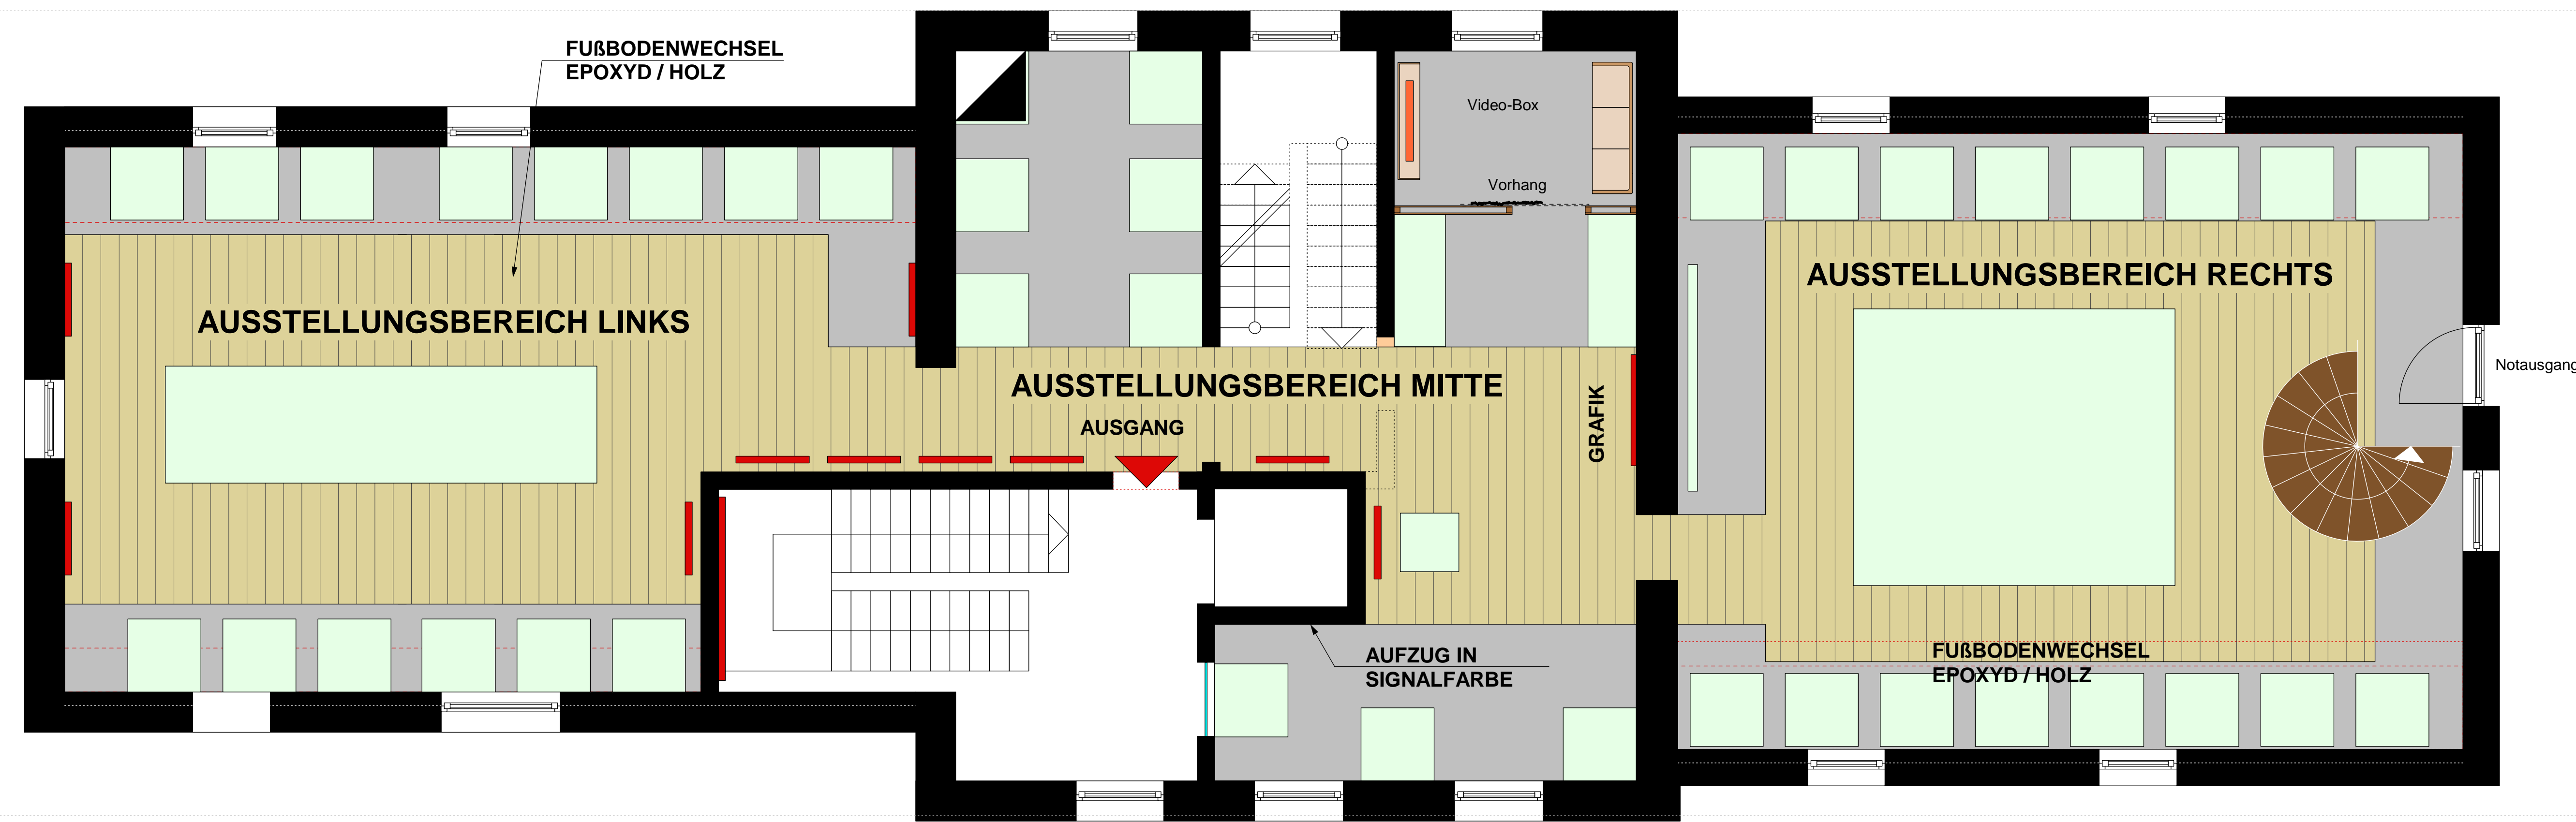 FUßBODENWECHSEL
EPOXYD / HOLZ
Video-Box
Vorhang
AUSSTELLUNGSBEREICH LINKS
AUSSTELLUNGSBEREICH MITTE
AUSGANG
GRAFIK
AUSSTELLUNGSBEREICH RECHTS
Notausgang
AUFZUG IN
SIGNALFARBE
FUßBODENWECHSEL
EPOXYD / HOLZ